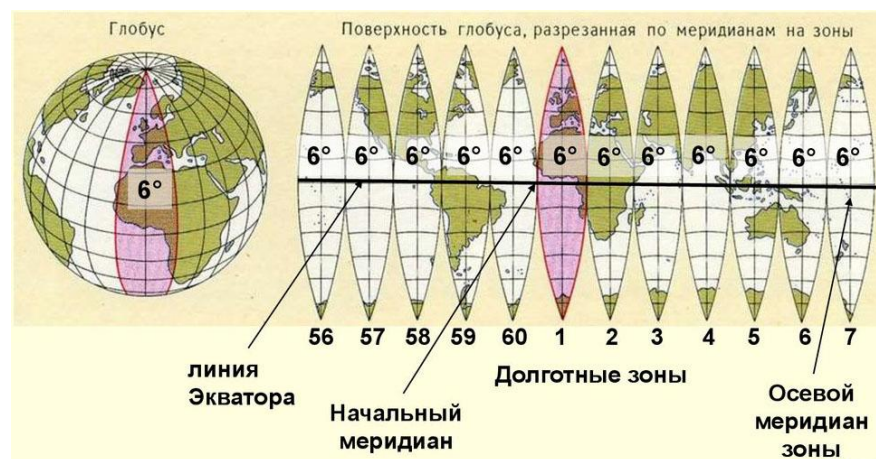 Глобус
Поверхность глобуса, разрезанная по меридианам на зоны
6°
6° 6° 6° 6° 6° 6° 6° 6° 6° 6° 6° 6°
56 57 58 59 60 1 2 3 4 5 6 7
линия
Экватора
Начальный
меридиан
Долготные зоны
Осевой
меридиан
зоны